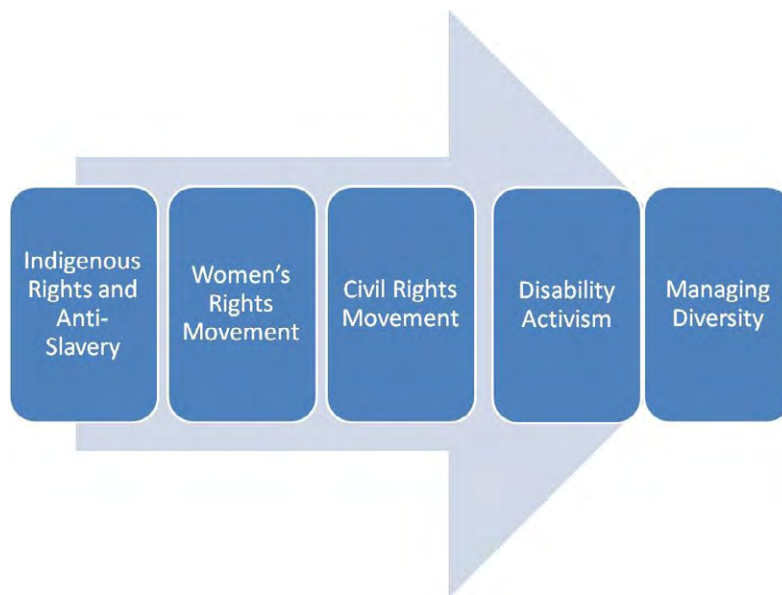 Indigenous
Rights and
Anti-
Slavery
Women's
Rights
Movement
Civil Rights
Movement
Disability
Activism
Managing
Diversity